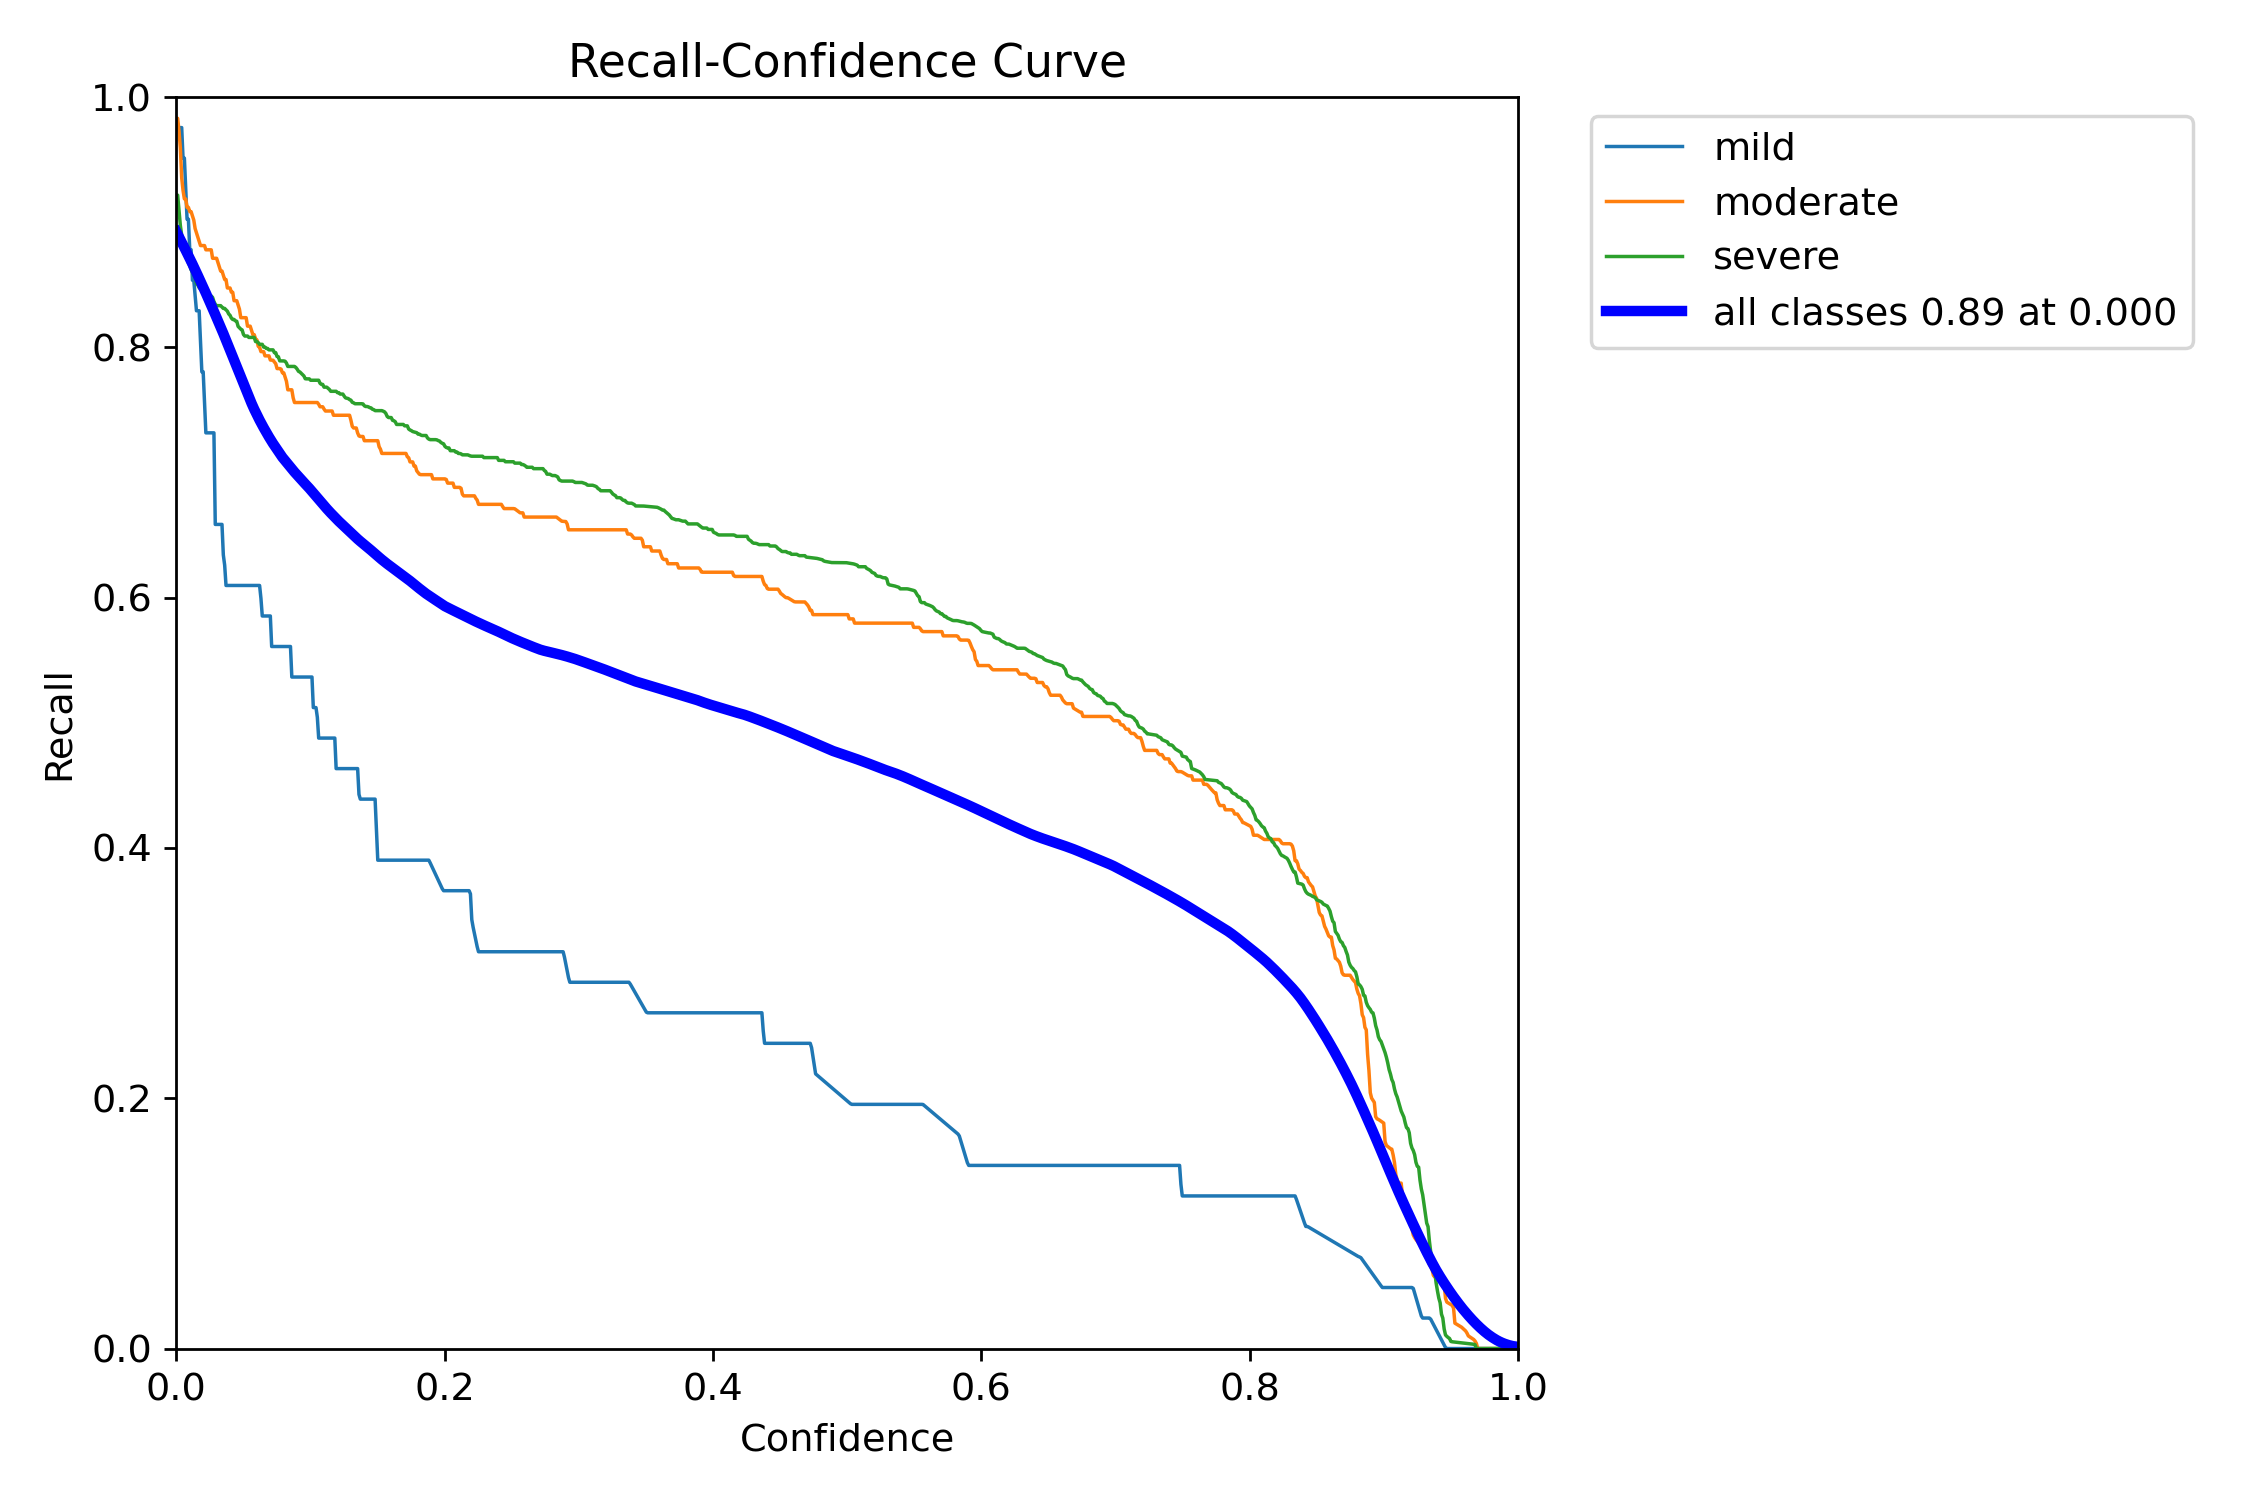 Recall-Confidence Curve
1.0
0.8
0.6
0.4
0.2
0.0
Recall
0.0 0.2 0.4 0.6 0.8 1.0
Confidence
mild
moderate
severe
all classes 0.89 at 0.000